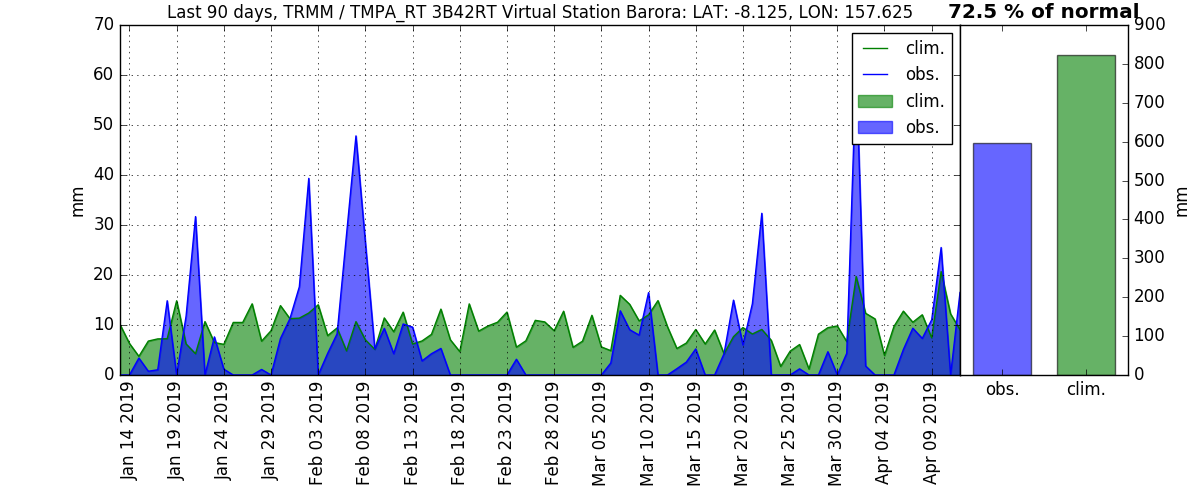 Last 90 days, TRMM / TMPA_RT 3B42RT Virtual Station Barora: LAT: -8.125, LON: 157.625
72.5 % of normal
70
60
50
40
30
20
10
0
mm
clim.
obs.
clim.
obs.
900
800
700
600
500
400
300
200
100
0
mm
obs.
clim.
Jan 14 2019
Jan 19 2019
Jan 24 2019
Jan 29 2019
Feb 03 2019
Feb 08 2019
Feb 13 2019
Feb 18 2019
Feb 23 2019
Feb 28 2019
Mar 05 2019
Mar 10 2019
Mar 15 2019
Mar 20 2019
Mar 25 2019
Mar 30 2019
Apr 04 2019
Apr 09 2019